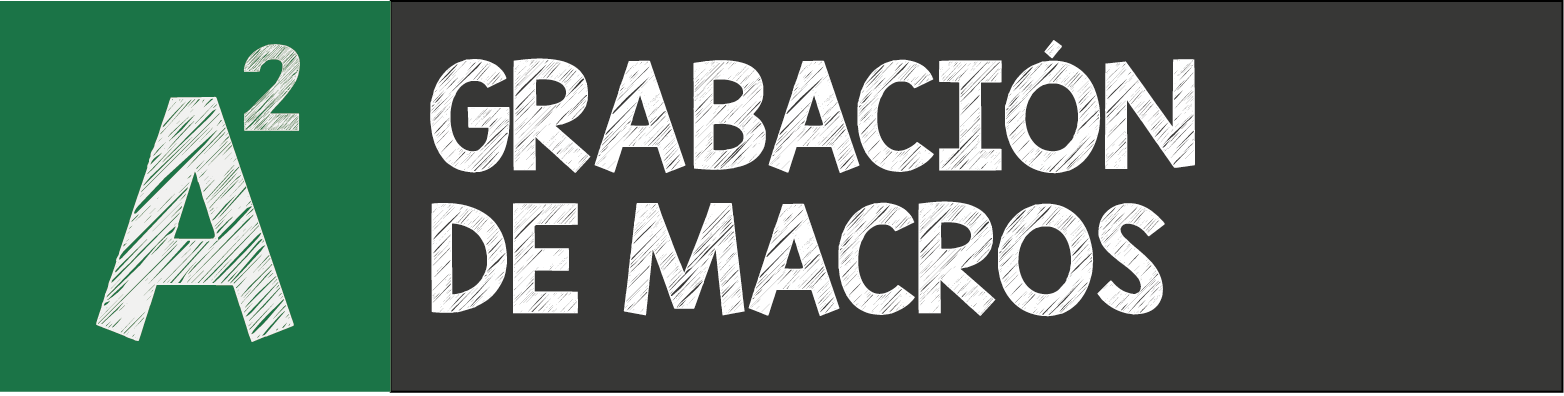 A²
GRABACIÓN
DE MACROS